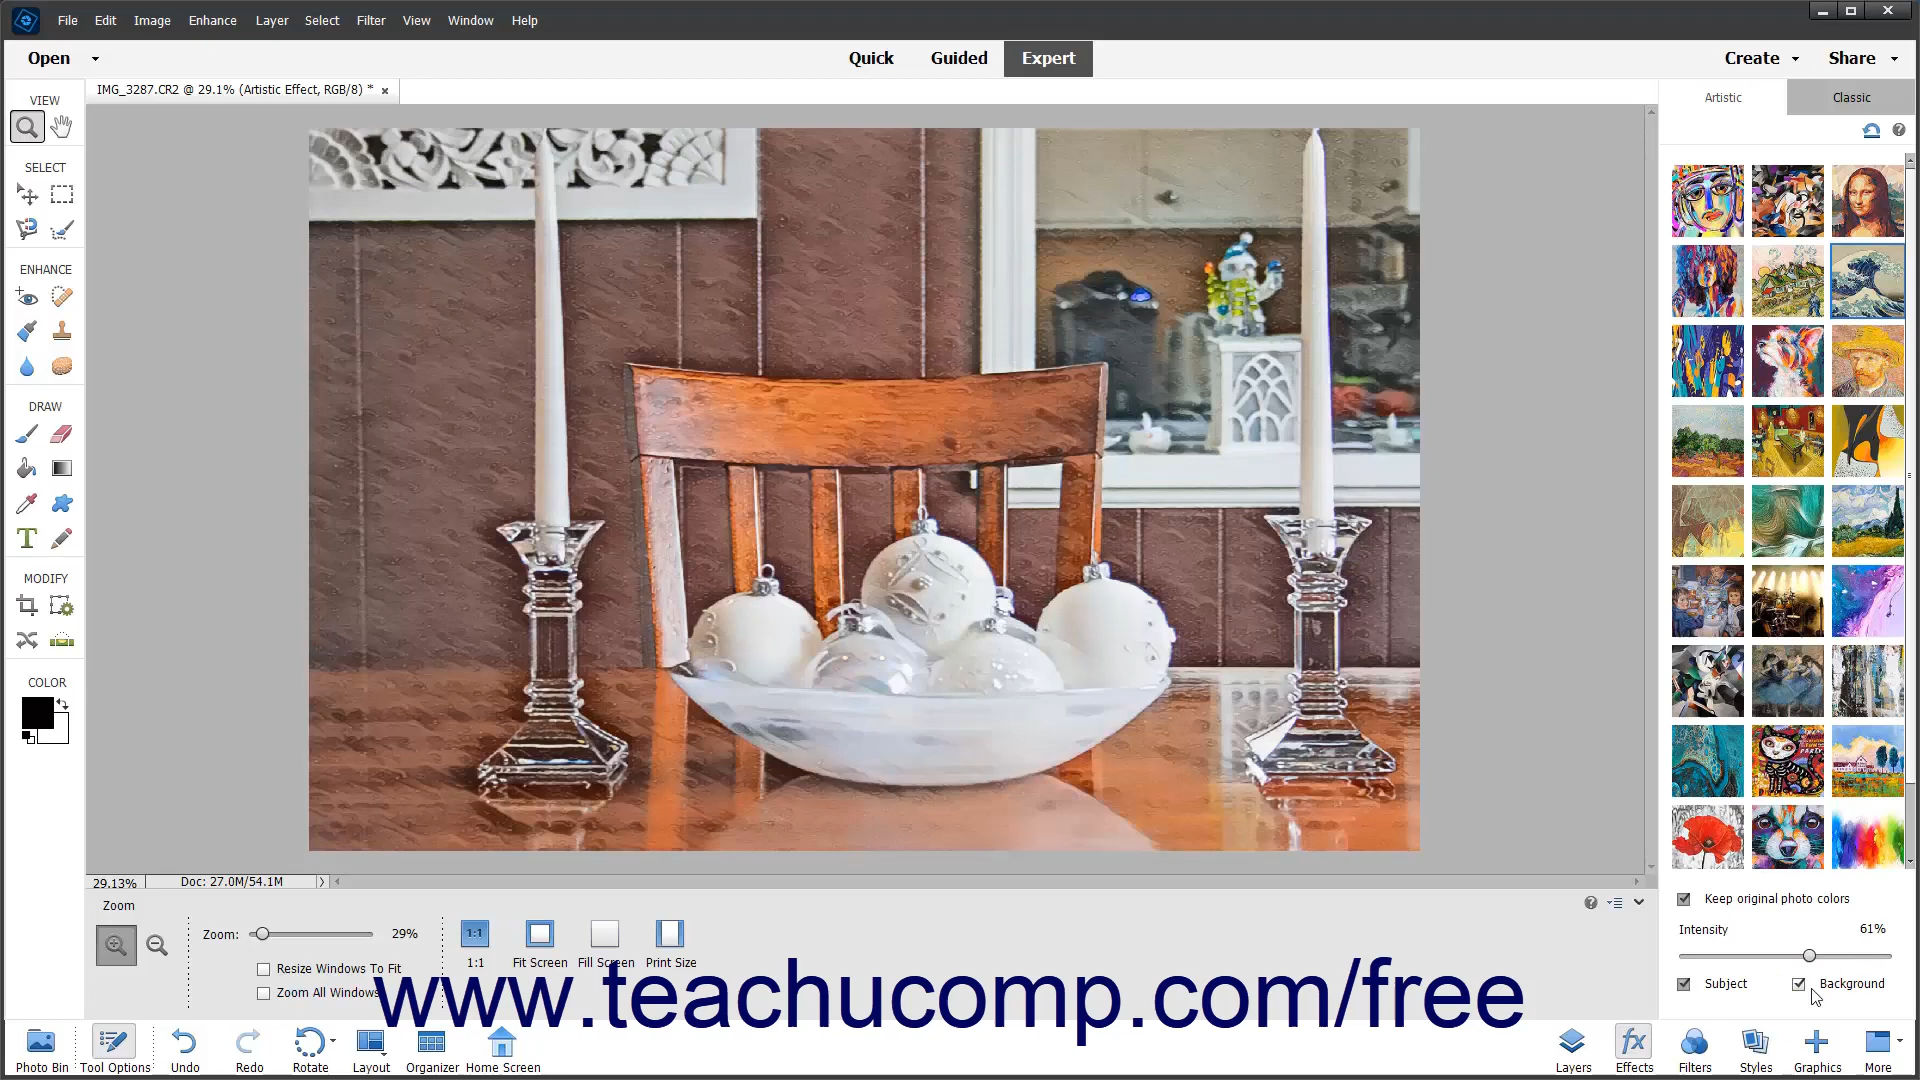 File Edit Image Enhance Layer Select Filter View Window Help
Open Quick Guided Expert Create Share
IMG_3287.CR2 @ 29.1% (Artistic Effect, RGB/8) * ×
Artistic Classic
VIEW
SELECT
ENHANCE
DRAW
MODIFY
COLOR
29.13% Doc: 27.0M/54.1M
Keep original photo colors
Intensity 61%
Subject Background
Zoom
Zoom: 29%
Resize Windows To Fit
Zoom All Windows
1:1
1:1 Fit Screen Fill Screen Print Size
www.teachucomp.com/free
Photo Bin Tool Options Undo Redo Rotate Layout Organizer Home Screen
fx
Layers Effects Filters Styles Graphics More